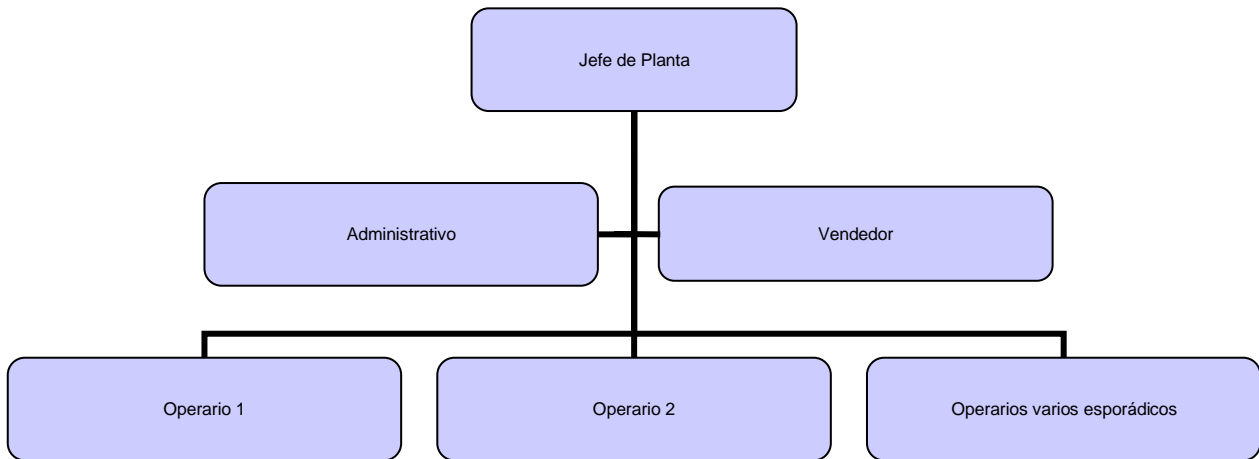 Jefe de Planta
Administrativo
Vendedor
Operario 1
Operario 2
Operarios varios esporádicos